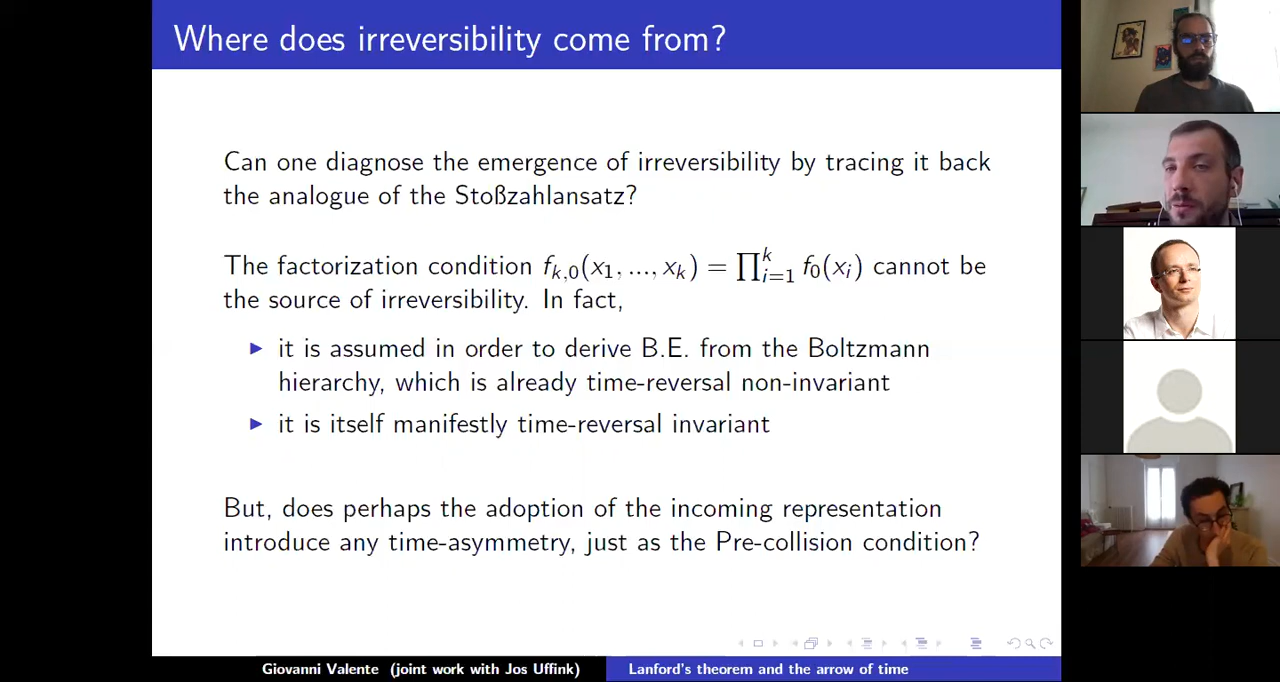 Where does irreversibility come from?
Can one diagnose the emergence of irreversibility by tracing it back
the analogue of the Stoßzahlansatz?
The factorization condition f_{k,0}(x_1, ..., x_k) = ∏_{i=1}^{k} f_0(x_i) cannot be
the source of irreversibility. In fact,
▶ it is assumed in order to derive B.E. from the Boltzmann
hierarchy, which is already time-reversal non-invariant
▶ it is itself manifestly time-reversal invariant
But, does perhaps the adoption of the incoming representation
introduce any time-asymmetry, just as the Pre-collision condition?
Giovanni Valente (joint work with Jos Uffink) Lanford's theorem and the arrow of time